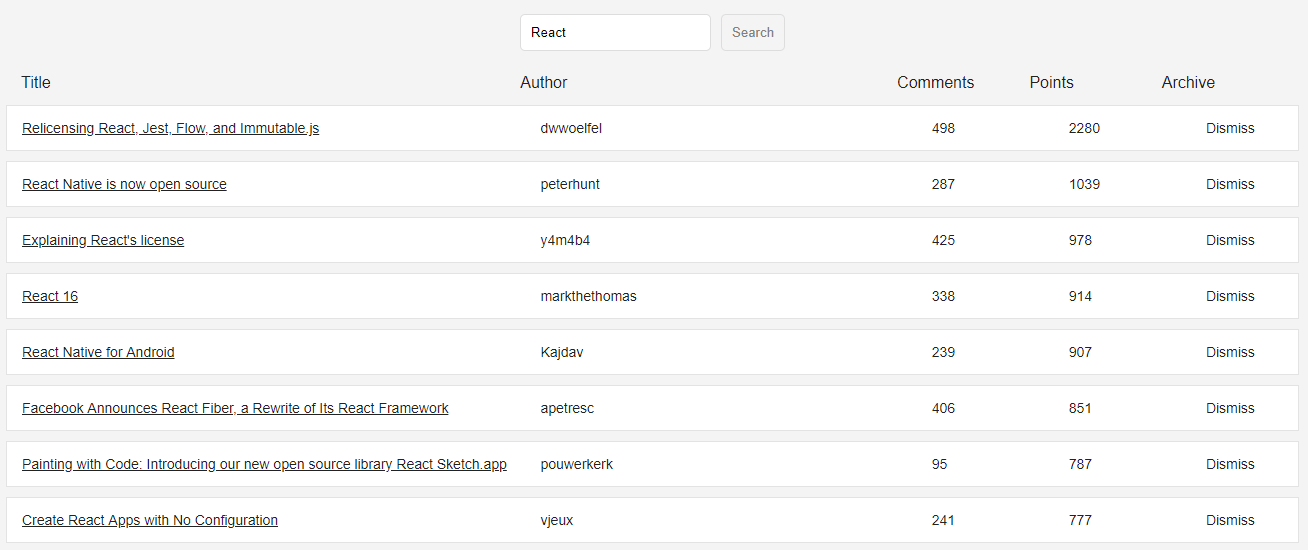 React Search
Title Author Comments Points Archive
Relicensing React, Jest, Flow, and Immutable.js dwwoelfel 498 2280 Dismiss
React Native is now open source peterhunt 287 1039 Dismiss
Explaining React's license y4m4b4 425 978 Dismiss
React 16 markthethomas 338 914 Dismiss
React Native for Android Kajdav 239 907 Dismiss
Facebook Announces React Fiber, a Rewrite of Its React Framework apetresc 406 851 Dismiss
Painting with Code: Introducing our new open source library React Sketch.app pouwerkerk 95 787 Dismiss
Create React Apps with No Configuration vjeux 241 777 Dismiss